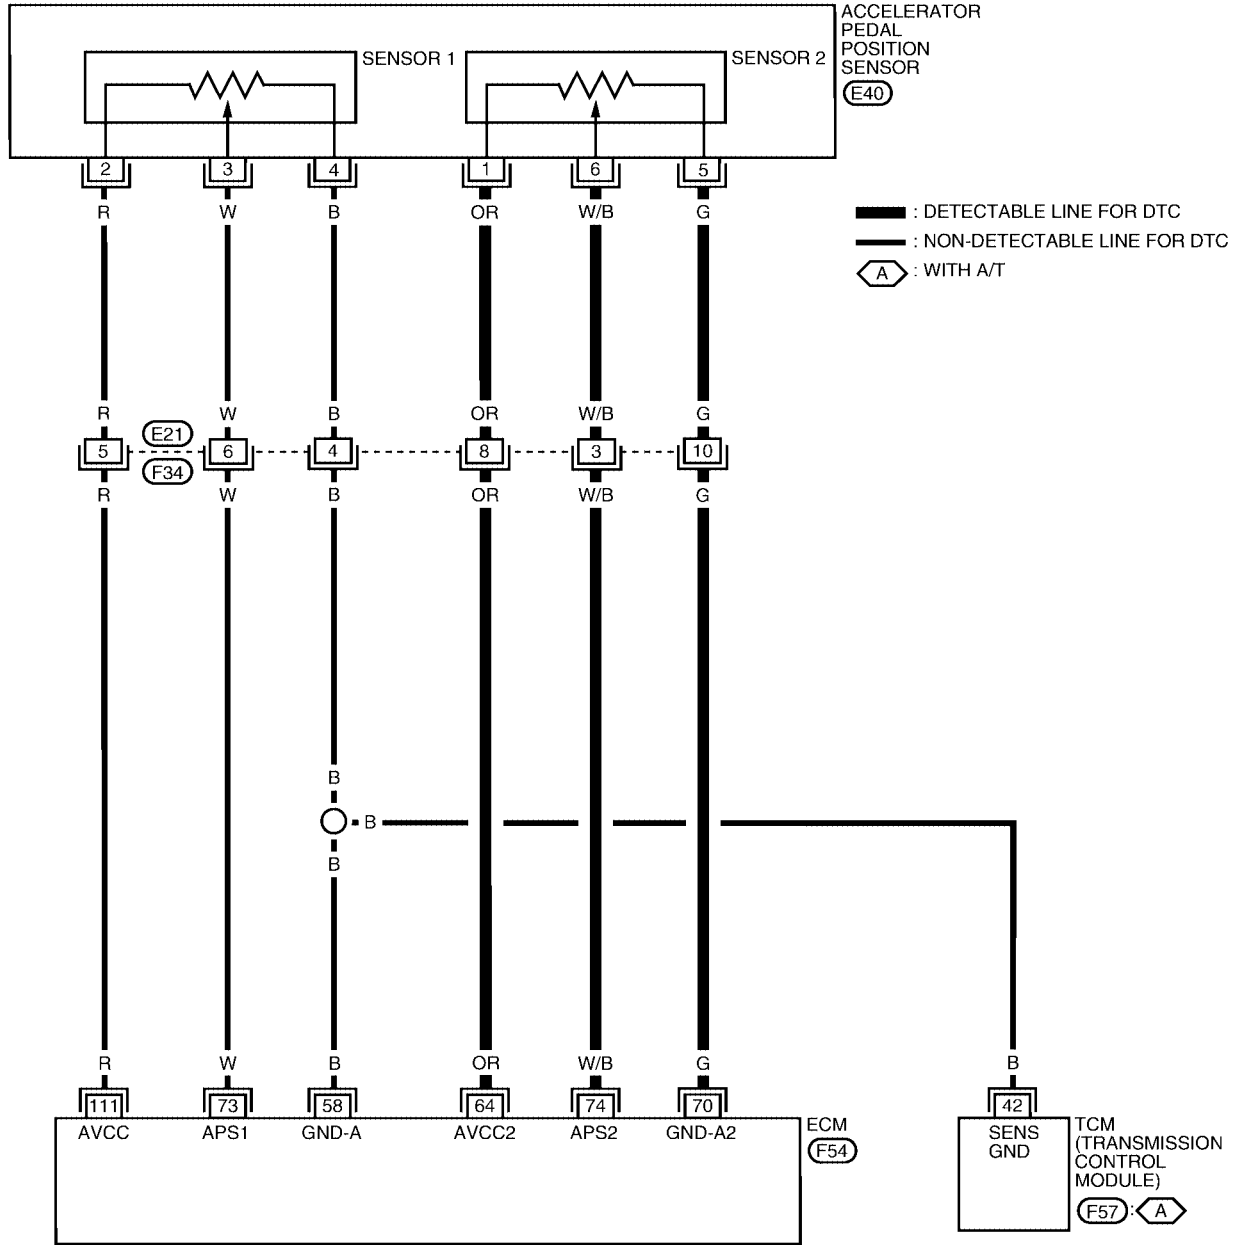 ACCELERATOR
PEDAL
POSITION
SENSOR
E40
SENSOR 1
SENSOR 2
2 3 4 1 6 5
R W B OR W/B G
: DETECTABLE LINE FOR DTC
: NON-DETECTABLE LINE FOR DTC
A : WITH A/T
R W B OR W/B G
E21
5 6 4 8 3 10
F34
R W B OR W/B G
B
B
B
R W B OR W/B G B
111 73 58 64 74 70 42
AVCC APS1 GND-A AVCC2 APS2 GND-A2
ECM
F54
SENS
GND
TCM
(TRANSMISSION
CONTROL
MODULE)
F57 : A